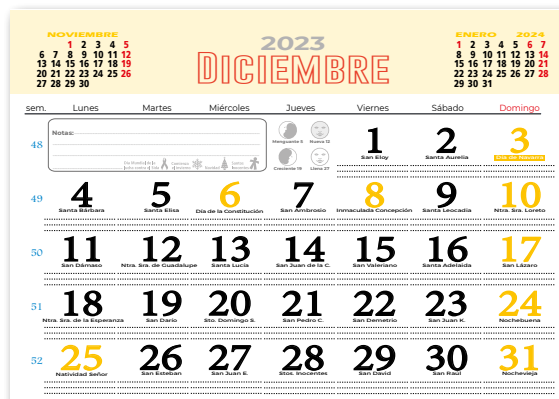 NOVIEMBRE
1 2 3 4 5
6 7 8 9 10 11 12
13 14 15 16 17 18 19
20 21 22 23 24 25 26
27 28 29 30
2023
DICIEMBRE
ENERO 2024
1 2 3 4 5 6 7
8 9 10 11 12 13 14
15 16 17 18 19 20 21
22 23 24 25 26 27 28
29 30 31
sem. Lunes Martes Miércoles Jueves Viernes Sábado Domingo
48 Notas: 1 2 3
Menguante 5 Nueva 12
Creciente 19 Llena 27
San Eloy Santa Aurelia Día de Navarra
49 4 5 6 7 8 9 10
Santa Bárbara Santa Elisa Día de la Constitución San Ambrosio Inmaculada Concepción Santa Leocadia Ntra. Sra. Loreto
50 11 12 13 14 15 16 17
San Dámaso Ntra. Sra. de Guadalupe Santa Lucía San Juan de la C. San Valeriano Santa Adelaida San Lázaro
51 18 19 20 21 22 23 24
Ntra. Sra. de la Esperanza San Darío Sto. Domingo S. San Pedro C. San Demetrio San Juan K. Nochebuena
52 25 26 27 28 29 30 31
Natividad Señor San Esteban San Juan E. Stos. Inocentes San David San Raúl Nochevieja